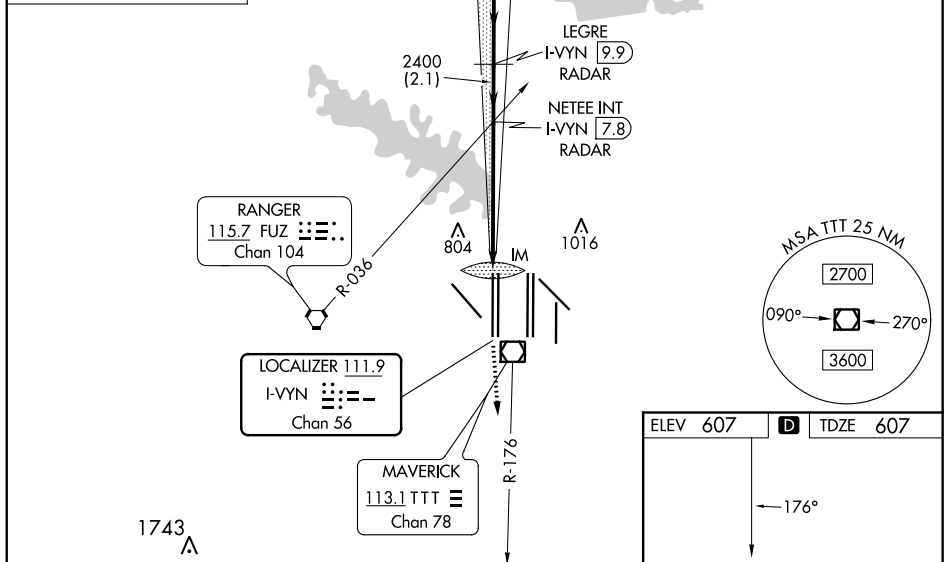 LEGRE
I-VYN 9.9
RADAR
2400
(2.1)
NETEE INT
I-VYN 7.8
RADAR
RANGER
115.7 FUZ
Chan 104
R-036
804
1016
IM
MSA TTT 25 NM
2700
090°
270°
3600
LOCALIZER 111.9
I-VYN
Chan 56
MAVERICK
113.1 TTT
Chan 78
R-176
1743
ELEV 607 D TDZE 607
176°